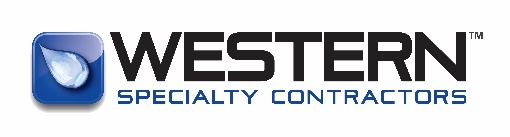 WESTERN™
SPECIALTY CONTRACTORS